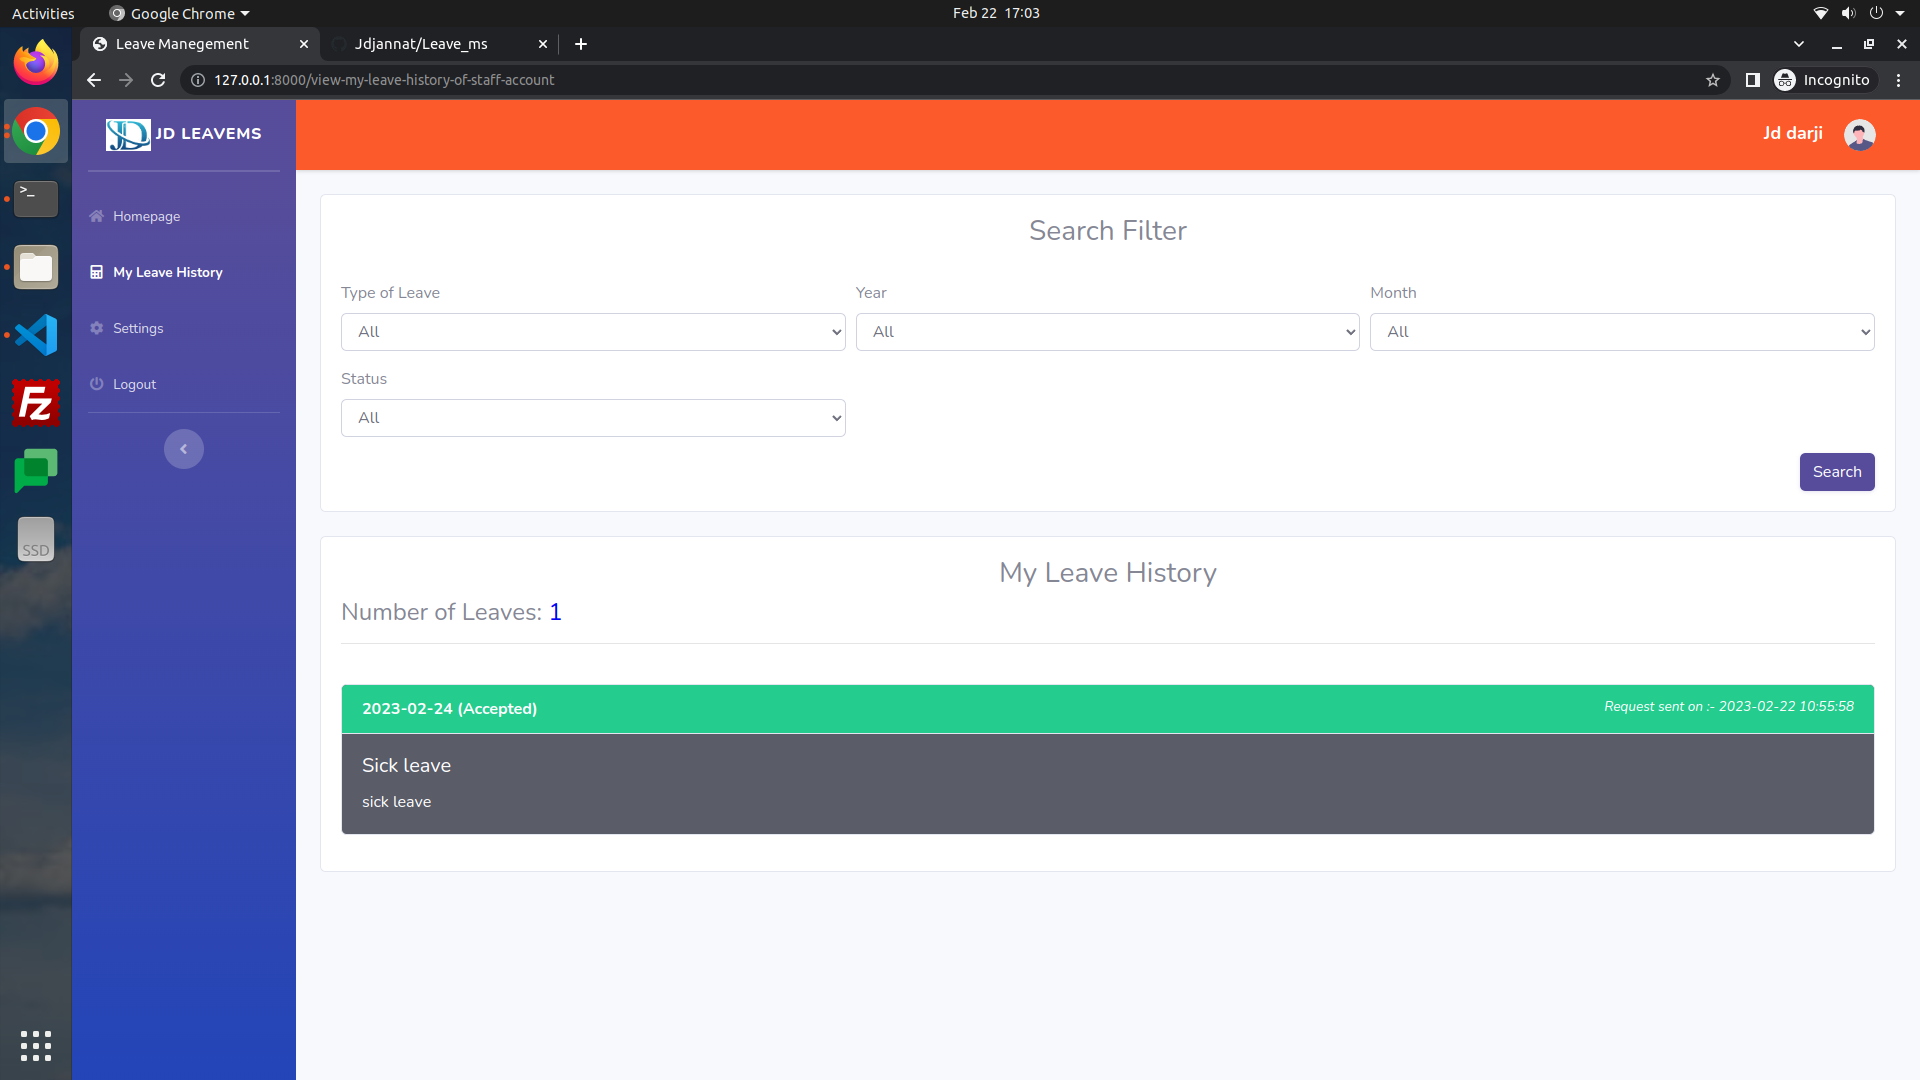 Activities
Google Chrome
Feb 22 17:03
Leave Manegement
Jdjannat/Leave_ms
127.0.0.1:8000/view-my-leave-history-of-staff-account
Incognito
JD LEAVEMS
Jd darji
Homepage
My Leave History
Settings
Logout
Search Filter
Type of Leave
Year
Month
All
All
All
Status
All
Search
My Leave History
Number of Leaves: 1
2023-02-24 (Accepted)
Request sent on :- 2023-02-22 10:55:58
Sick leave
sick leave
>_
Fz
SSD
JD